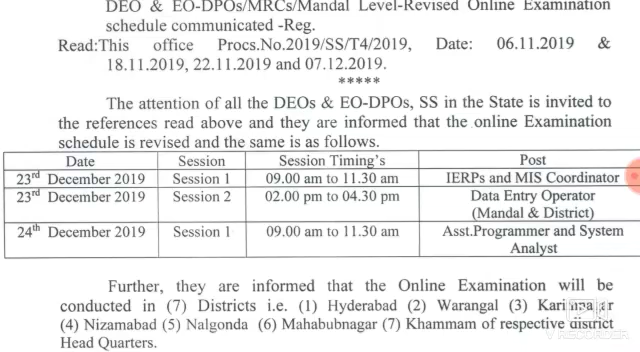 DEO & EO-DPOs/MRCs/Mandal Level-Revised Online Examination
schedule communicated -Reg.
Read:This office Procs.No.2019/SS/T4/2019, Date: 06.11.2019 &
18.11.2019, 22.11.2019 and 07.12.2019.
*****
The attention of all the DEOs & EO-DPOs, SS in the State is invited to
the references read above and they are informed that the online Examination
schedule is revised and the same is as follows.
Date Session Session Timing's Post
23rd December 2019 Session 1 09.00 am to 11.30 am IERPs and MIS Coordinator
23rd December 2019 Session 2 02.00 pm to 04.30 pm Data Entry Operator
(Mandal & District)
24th December 2019 Session 1 09.00 am to 11.30 am Asst.Programmer and System
Analyst
Further, they are informed that the Online Examination will be
conducted in (7) Districts i.e. (1) Hyderabad (2) Warangal (3) Karimnagar
(4) Nizamabad (5) Nalgonda (6) Mahabubnagar (7) Khammam of respective district
Head Quarters.